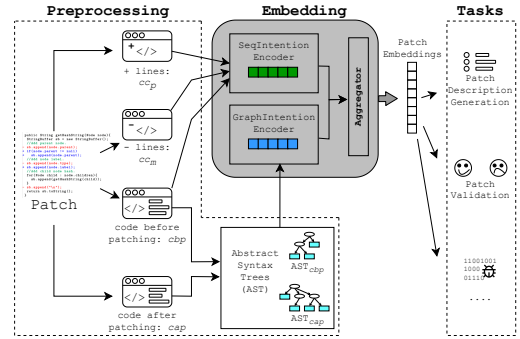 Preprocessing
Embedding
Tasks
+
</>
+ lines:
cc_p
-
</>
- lines:
cc_m
Patch
</>
code before
patching: cbp
</>
code after
patching: cap
SeqIntention
Encoder
GraphIntention
Encoder
Aggregator
Abstract
Syntax
Trees
(AST)
AST_cbp
AST_cap
Patch
Embeddings
Patch
Description
Generation
Patch
Validation
11001001
1000
01110
....